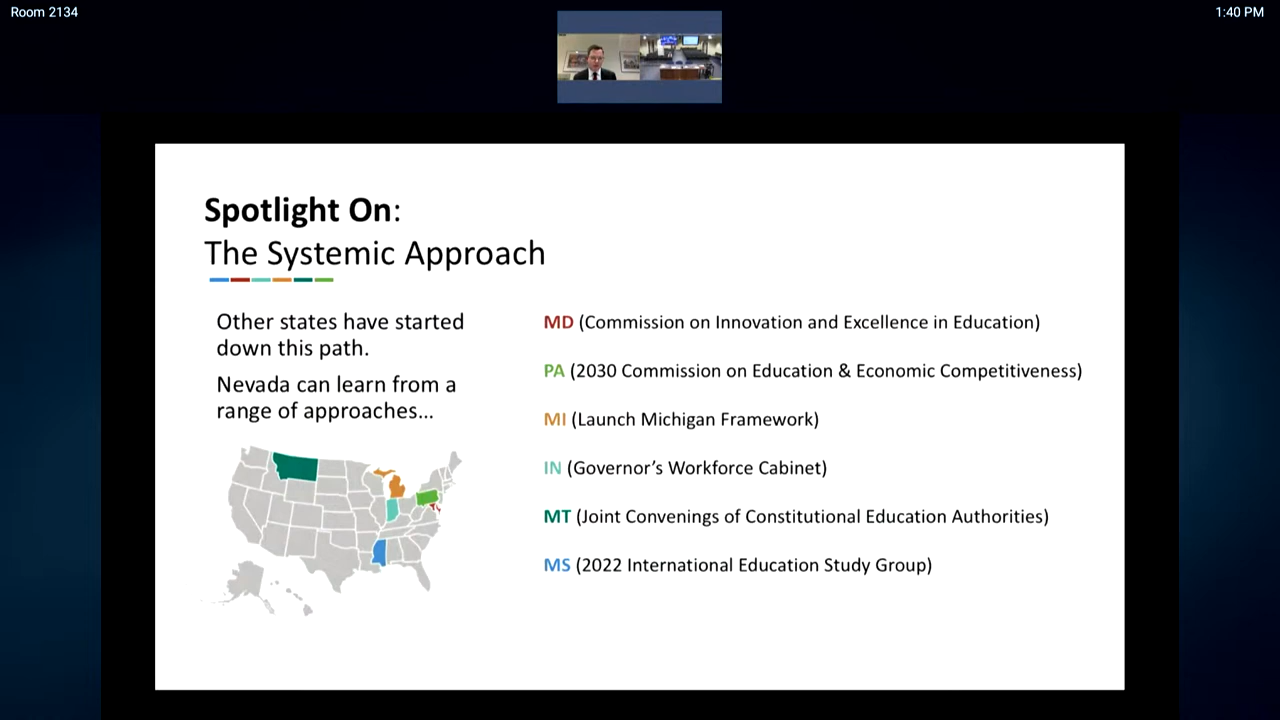 Room 2134
1:40 PM
Spotlight On:
The Systemic Approach
Other states have started
down this path.
Nevada can learn from a
range of approaches…
MD (Commission on Innovation and Excellence in Education)
PA (2030 Commission on Education & Economic Competitiveness)
MI (Launch Michigan Framework)
IN (Governor’s Workforce Cabinet)
MT (Joint Convenings of Constitutional Education Authorities)
MS (2022 International Education Study Group)